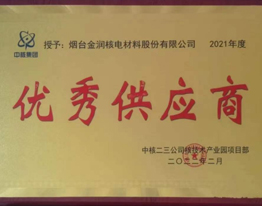 授予：烟台金润核电材料股份有限公司 2021年度
中核集团
优秀供应商
中核二三公司核技术产业园项目部
二〇二二年二月